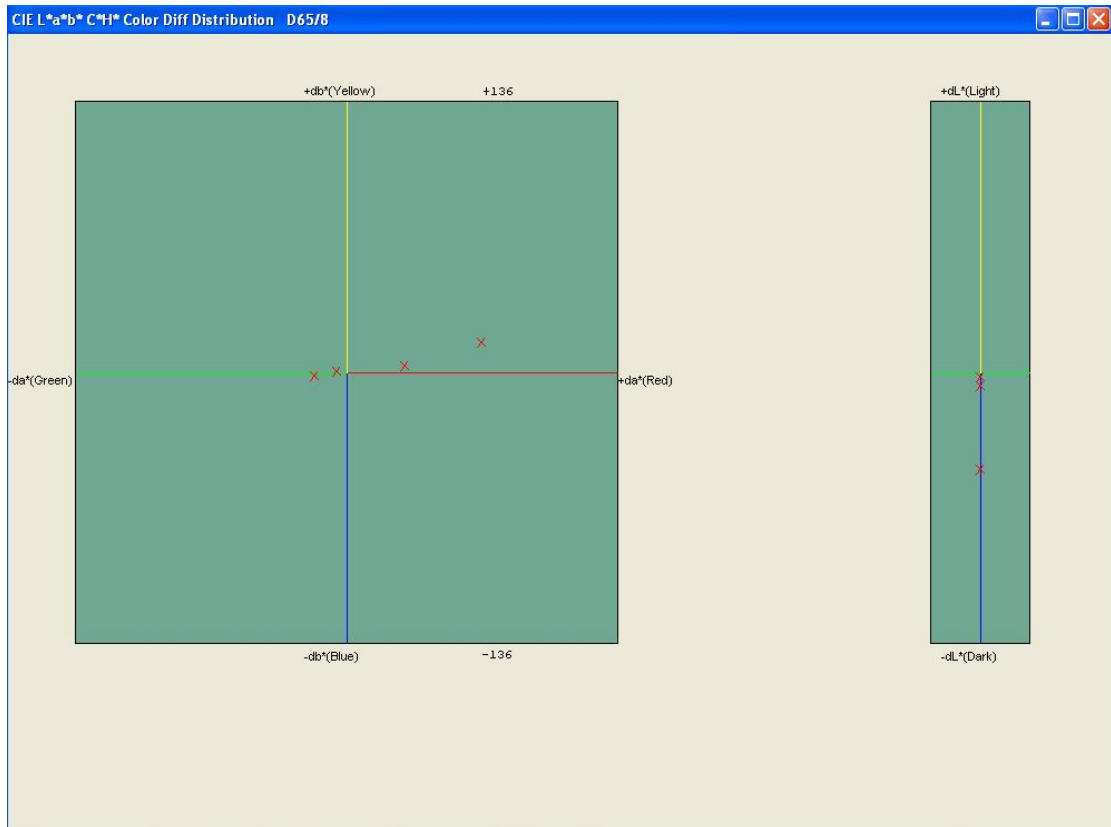 CIE L*a*b* C*H* Color Diff Distribution   D65/8
+db*(Yellow) +136 +dL*(Light)
-da*(Green) +da*(Red)
-db*(Blue) -136 -dL*(Dark)